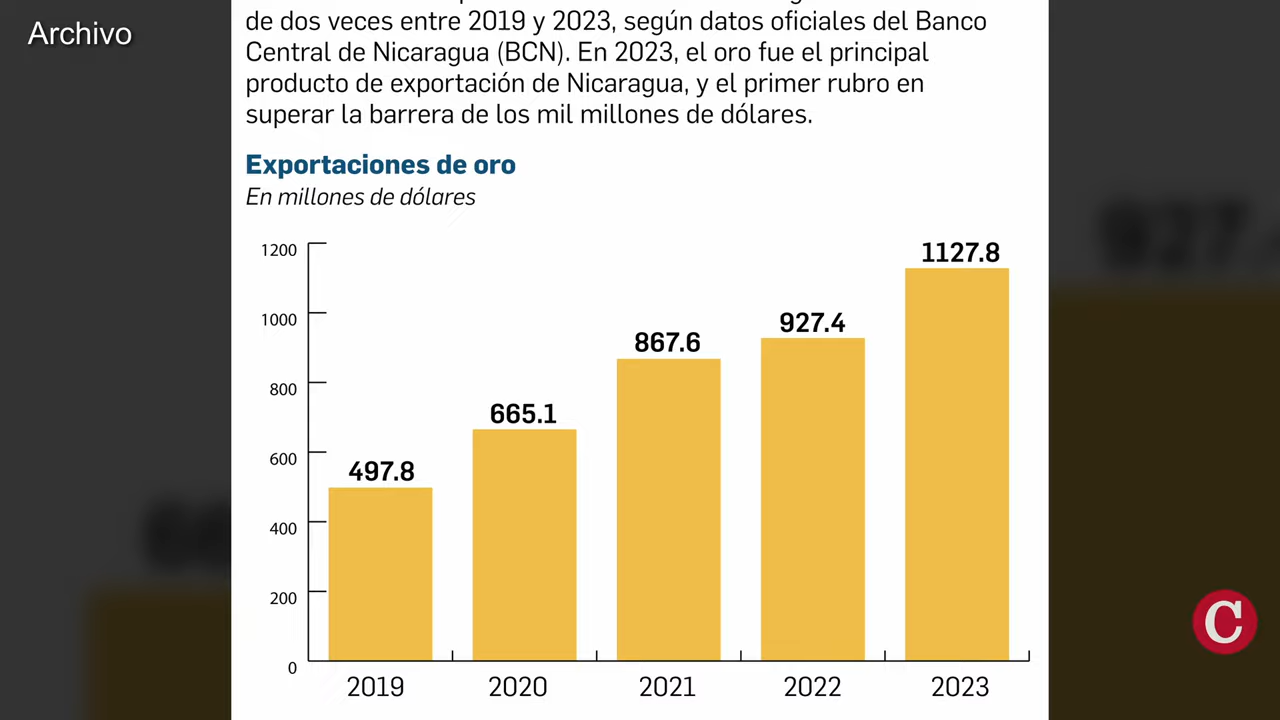 Archivo
de dos veces entre 2019 y 2023, según datos oficiales del Banco
Central de Nicaragua (BCN). En 2023, el oro fue el principal
producto de exportación de Nicaragua, y el primer rubro en
superar la barrera de los mil millones de dólares.
Exportaciones de oro
En millones de dólares
1200
1000
800
600
400
200
0
497.8
665.1
867.6
927.4
1127.8
2019 2020 2021 2022 2023
C